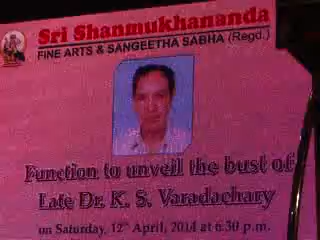 Sri Shanmukhananda
FINE ARTS & SANGEETHA SABHA (Regd.)
Function to unveil the bust of
Late Dr. K. S. Varadachary
on Saturday, 12th April, 2014 at 6:30 p.m.